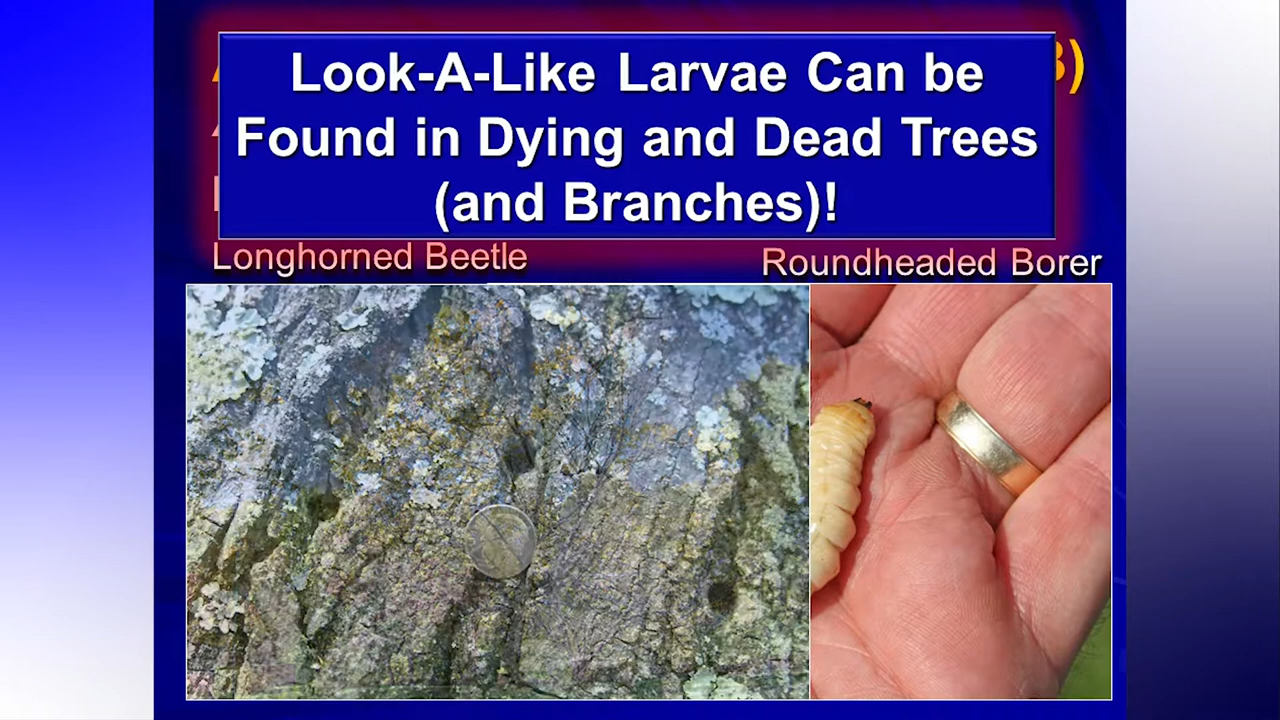 Look-A-Like Larvae Can be
Found in Dying and Dead Trees
(and Branches)!
Longhorned Beetle
Roundheaded Borer